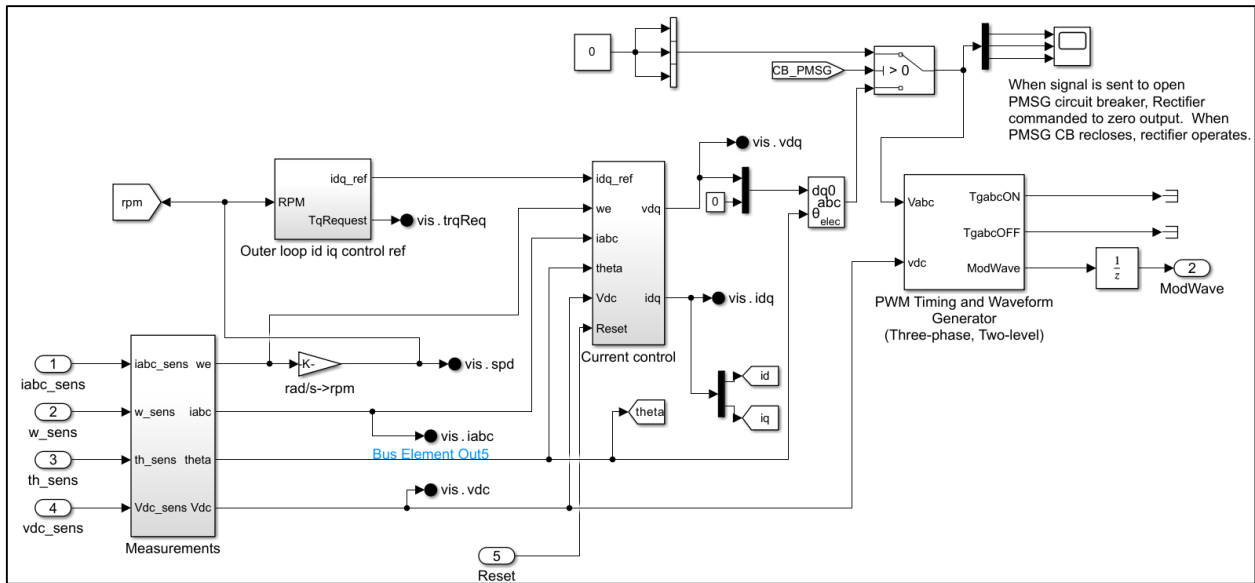 0
CB_PMSG
> 0
When signal is sent to open
PMSG circuit breaker, Rectifier
commanded to zero output.  When
PMSG CB recloses, rectifier operates.
vis.vdq
rpm
RPM
idq_ref
TqRequest
vis.trqReq
Outer loop id iq control ref
idq_ref
we
iabc
theta
Vdc
Reset
vdq
idq
Current control
0
dq0
abc
θelec
Vabc
vdc
TgabcON
TgabcOFF
ModWave
PWM Timing and Waveform
Generator
(Three-phase, Two-level)
1
z
2
ModWave
vis.idq
id
iq
1
iabc_sens
2
w_sens
3
th_sens
4
vdc_sens
iabc_sens
w_sens
th_sens
Vdc_sens
we
iabc
theta
Vdc
Measurements
-K-
rad/s->rpm
vis.spd
theta
vis.iabc
Bus Element Out5
vis.vdc
5
Reset